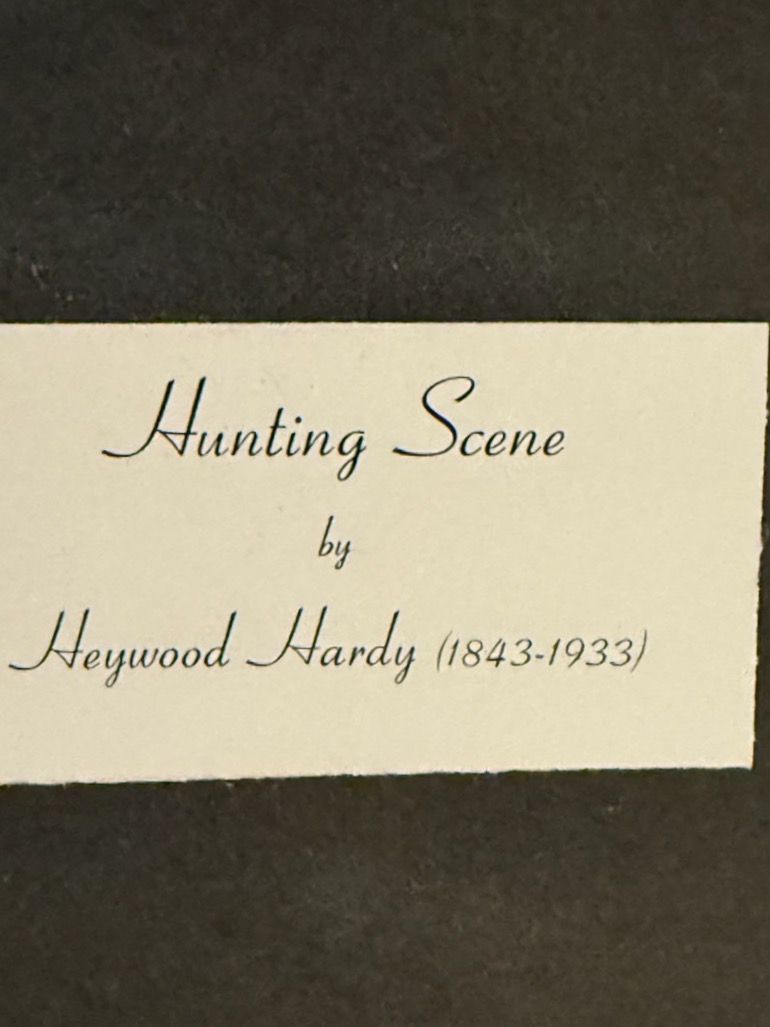 Hunting Scene
by
Heywood Hardy (1843-1933)